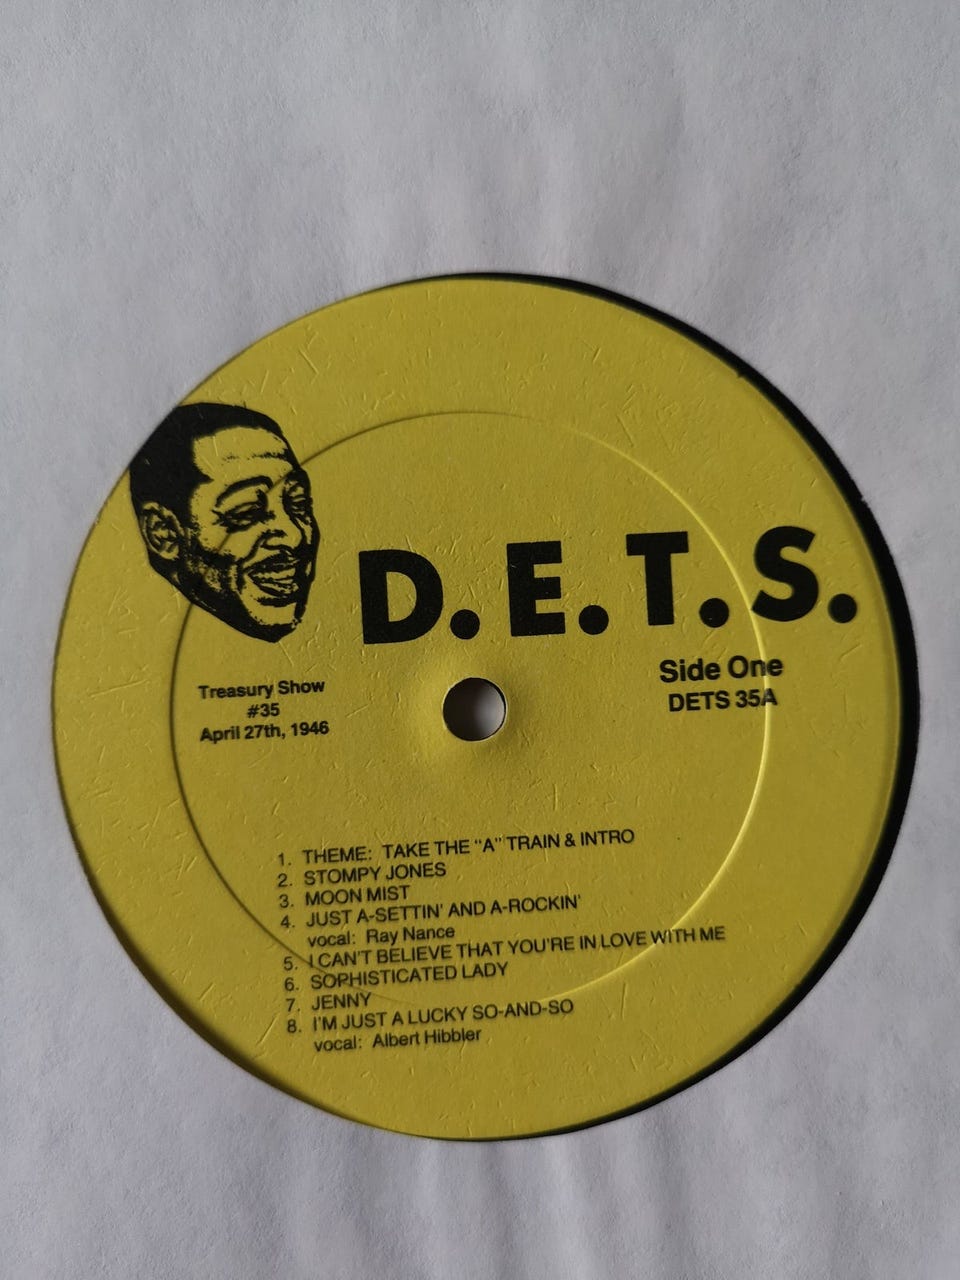 D.E.T.S.
Side One
DETS 35A
Treasury Show
#35
April 27th, 1946
1. THEME: TAKE THE "A" TRAIN & INTRO
2. STOMPY JONES
3. MOON MIST
4. JUST A-SETTIN' AND A-ROCKIN'
vocal: Ray Nance
5. I CAN'T BELIEVE THAT YOU'RE IN LOVE WITH ME
6. SOPHISTICATED LADY
7. JENNY
8. I'M JUST A LUCKY SO-AND-SO
vocal: Albert Hibbler